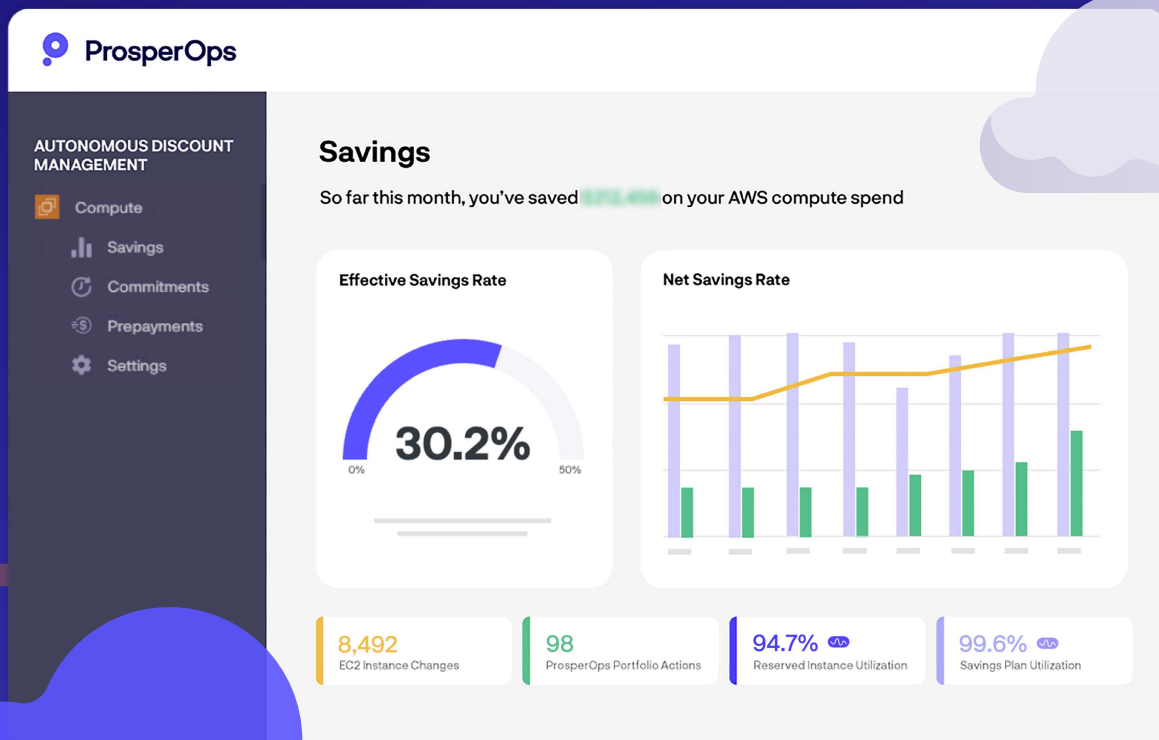 ProsperOps
AUTONOMOUS DISCOUNT
MANAGEMENT
Compute
Savings
Commitments
Prepayments
Settings
Savings
So far this month, you've saved on your AWS compute spend
Effective Savings Rate
30.2%
0%
50%
Net Savings Rate
8,492
EC2 Instance Changes
98
ProsperOps Portfolio Actions
94.7%
Reserved Instance Utilization
99.6%
Savings Plan Utilization